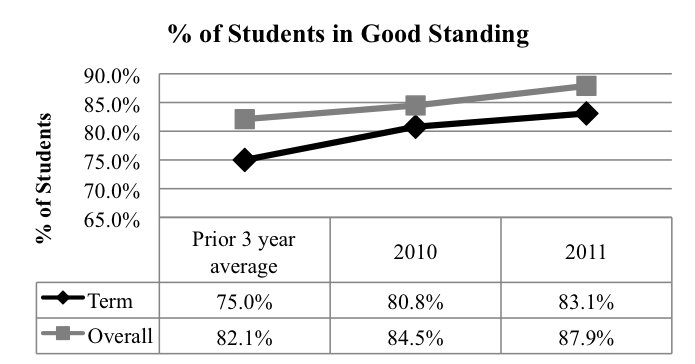 % of Students in Good Standing
90.0%
85.0%
80.0%
75.0%
70.0%
65.0%
% of Students
Prior 3 year
average
2010
2011
Term
75.0%
80.8%
83.1%
Overall
82.1%
84.5%
87.9%